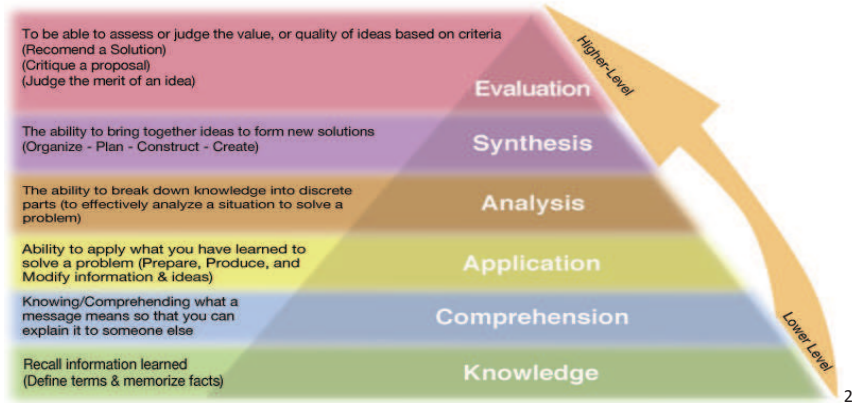 To be able to assess or judge the value, or quality of ideas based on criteria
(Recomend a Solution)
(Critique a proposal)
(Judge the merit of an idea)
Evaluation
Higher-Level
The ability to bring together ideas to form new solutions
(Organize - Plan - Construct - Create)
Synthesis
The ability to break down knowledge into discrete
parts (to effectively analyze a situation to solve a
problem)
Analysis
Ability to apply what you have learned to
solve a problem (Prepare, Produce, and
Modify information & ideas)
Application
Knowing/Comprehending what a
message means so that you can
explain it to someone else
Comprehension
Lower Level
Recall information learned
(Define terms & memorize facts)
Knowledge
2